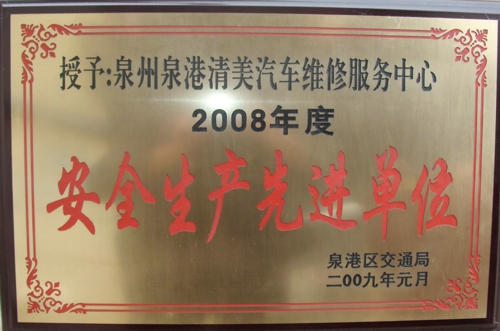 授予:泉州泉港清美汽车维修服务中心
2008年度
安全生产先进单位
泉港区交通局
二00九年元月